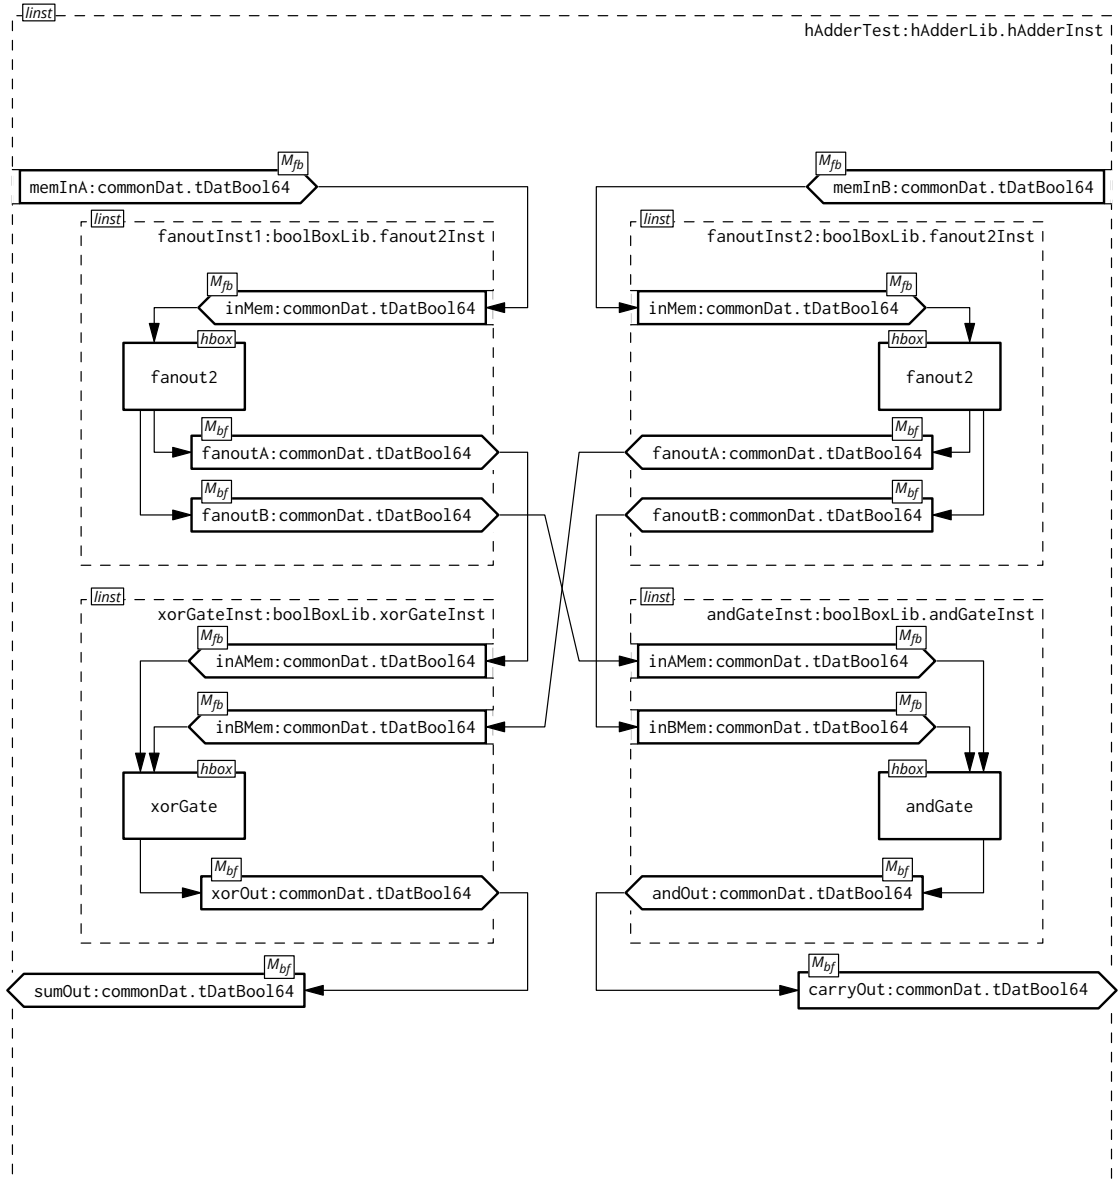 linst
hAdderTest:hAdderLib.hAdderInst
Mfb
memInA:commonDat.tDatBool64
Mfb
memInB:commonDat.tDatBool64
linst
fanoutInst1:boolBoxLib.fanout2Inst
Mfb
inMem:commonDat.tDatBool64
hbox
fanout2
Mbf
fanoutA:commonDat.tDatBool64
Mbf
fanoutB:commonDat.tDatBool64
linst
fanoutInst2:boolBoxLib.fanout2Inst
Mfb
inMem:commonDat.tDatBool64
hbox
fanout2
Mbf
fanoutA:commonDat.tDatBool64
Mbf
fanoutB:commonDat.tDatBool64
linst
xorGateInst:boolBoxLib.xorGateInst
Mfb
inAMem:commonDat.tDatBool64
Mfb
inBMem:commonDat.tDatBool64
hbox
xorGate
Mbf
xorOut:commonDat.tDatBool64
linst
andGateInst:boolBoxLib.andGateInst
Mfb
inAMem:commonDat.tDatBool64
Mfb
inBMem:commonDat.tDatBool64
hbox
andGate
Mbf
andOut:commonDat.tDatBool64
Mbf
sumOut:commonDat.tDatBool64
Mbf
carryOut:commonDat.tDatBool64